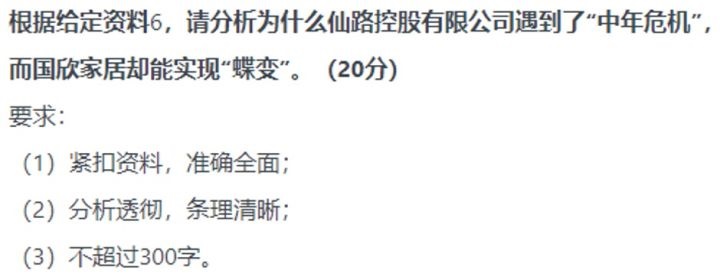 根据给定资料6，请分析为什么仙路控股有限公司遇到了“中年危机”，
而国欣家居却能实现“蝶变”。（20分）
要求：
（1）紧扣资料，准确全面；
（2）分析透彻，条理清晰；
（3）不超过300字。